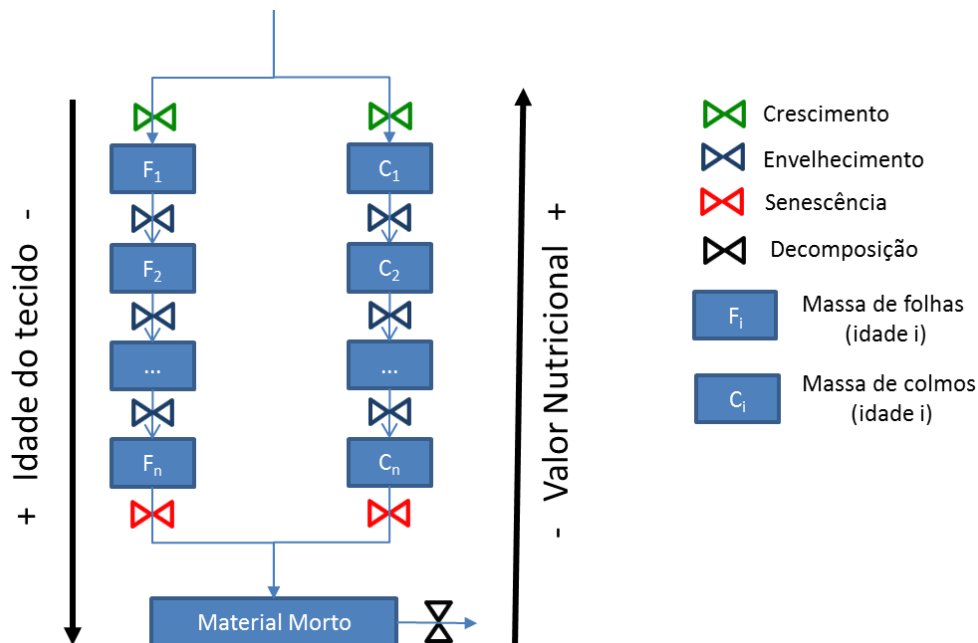 + Idade do tecido -
F1
F2
...
Fn
C1
C2
...
Cn
Material Morto
- Valor Nutricional +
Crescimento
Envelhecimento
Senescência
Decomposição
Fi
Massa de folhas
(idade i)
Ci
Massa de colmos
(idade i)